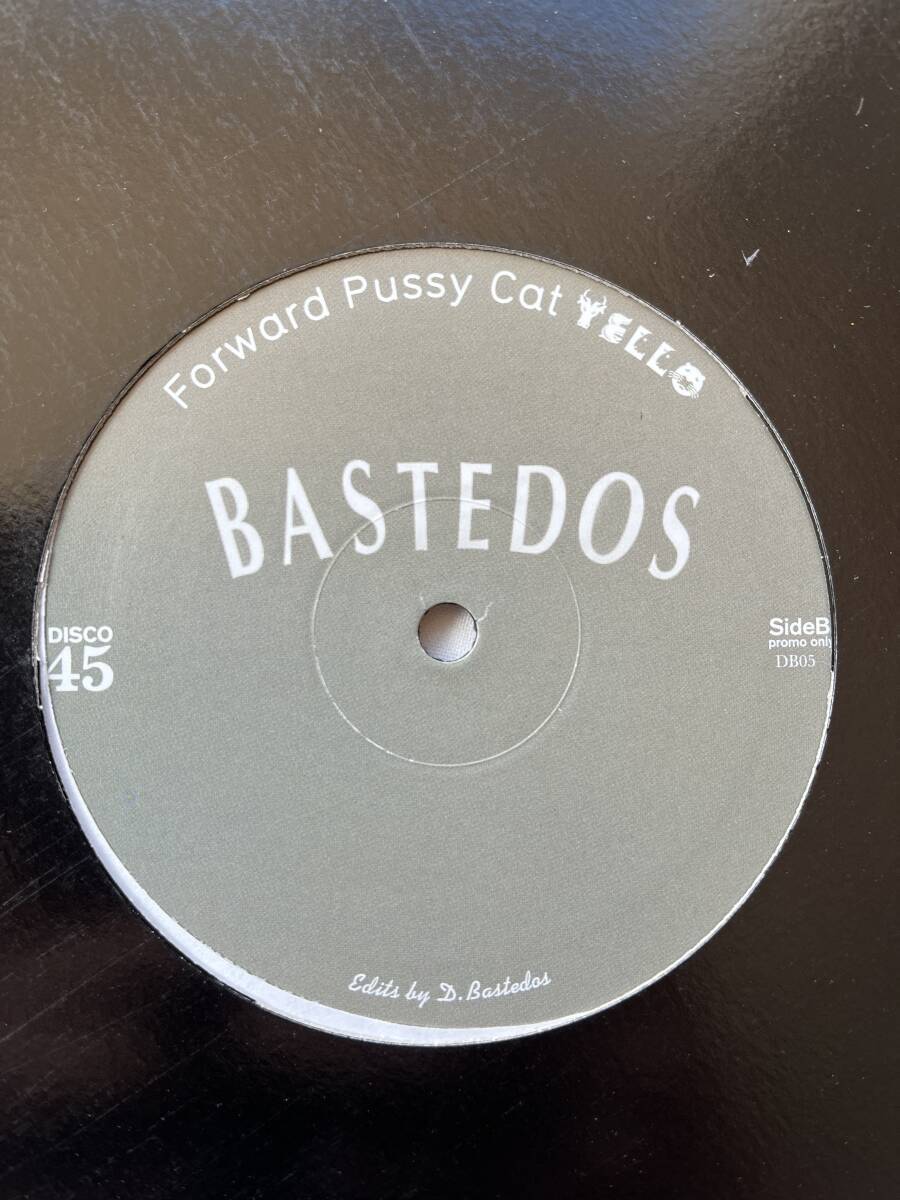 Forward Pussy Cat YELLO
BASTEDOS
DISCO
45
SideB
promo only
DB05
Edits by D. Bastedos